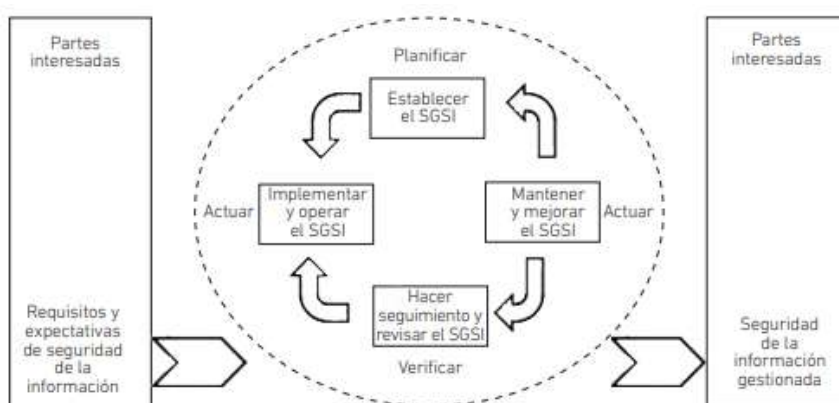 Partes
interesadas
Requisitos y
expectativas
de seguridad
de la
información
Planificar
Establecer
el SGSI
Actuar
Implementar
y operar
el SGSI
Mantener
y mejorar
el SGSI
Actuar
Hacer
seguimiento y
revisar el SGSI
Verificar
Partes
interesadas
Seguridad
de la
información
gestionada